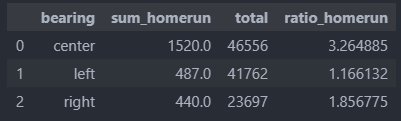 bearing sum_homerun total ratio_homerun
0 center 1520.0 46556 3.264885
1 left 487.0 41762 1.166132
2 right 440.0 23697 1.856775